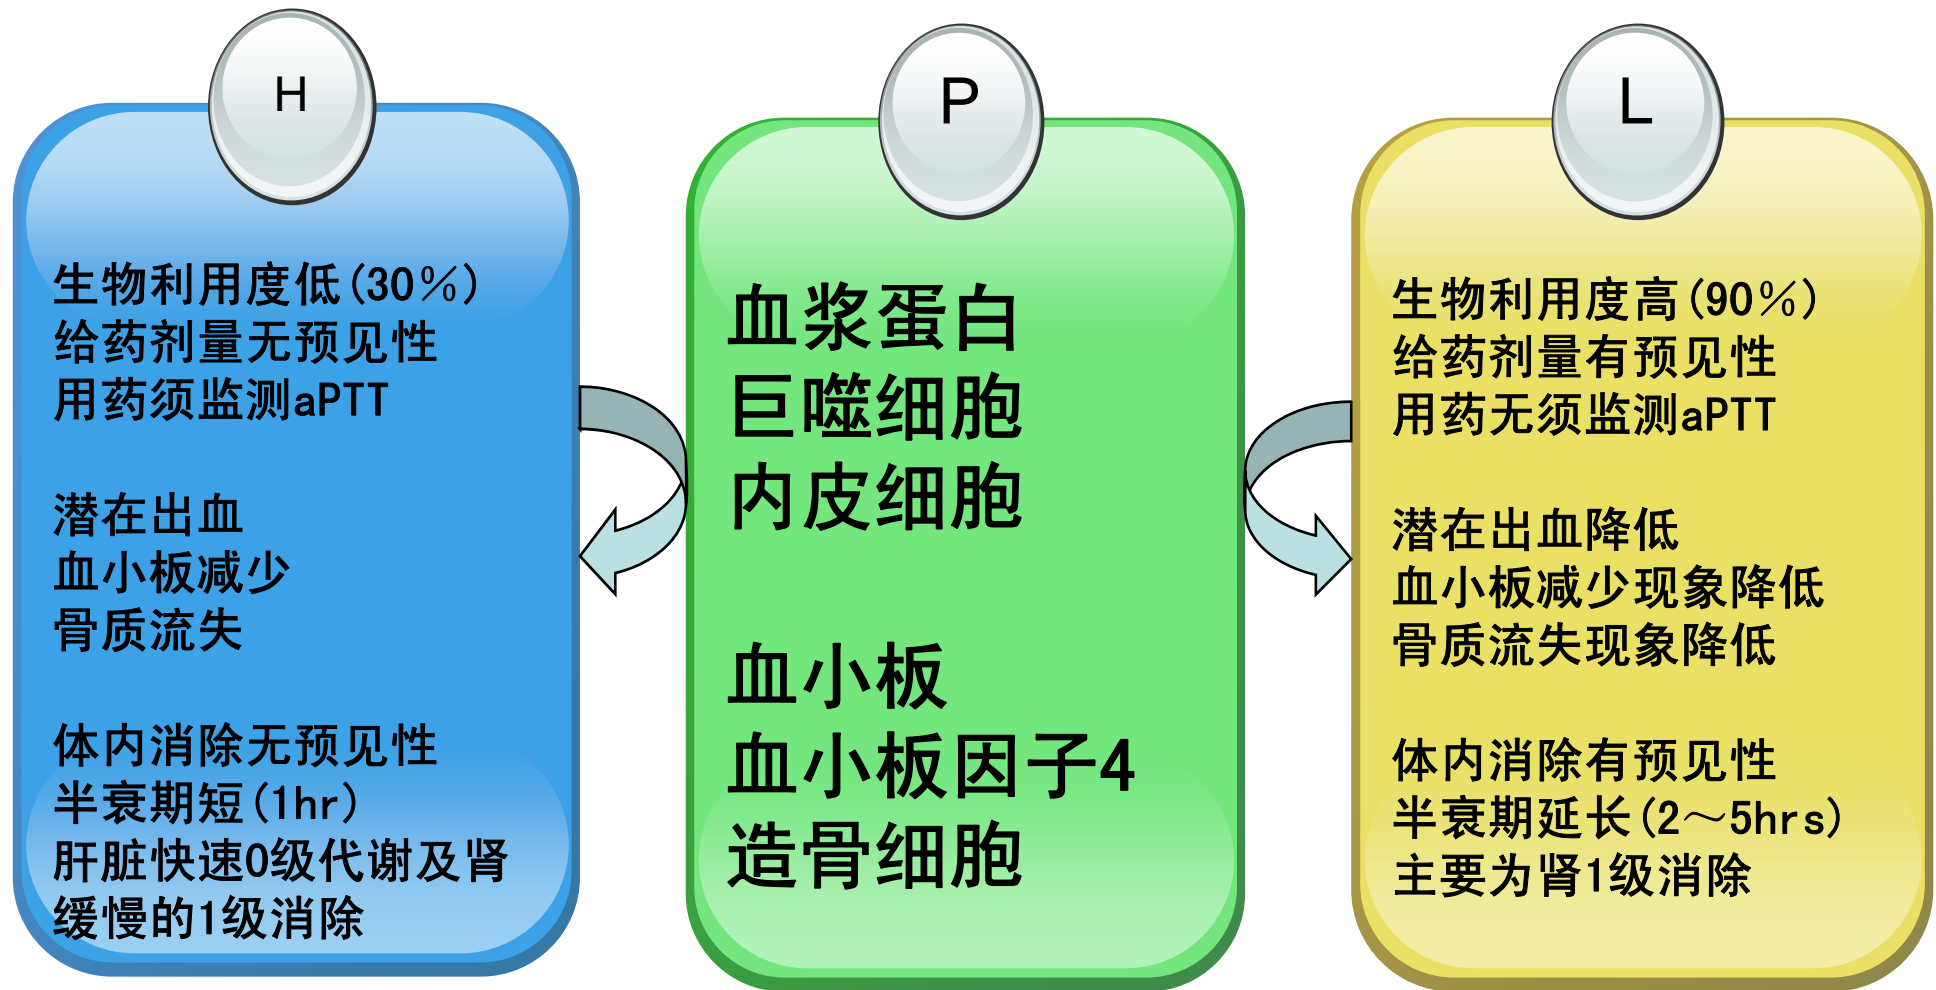 H
生物利用度低(30%)
给药剂量无预见性
用药须监测aPTT
潜在出血
血小板减少
骨质流失
体内消除无预见性
半衰期短(1hr)
肝脏快速0级代谢及肾
缓慢的1级消除
P
血浆蛋白
巨噬细胞
内皮细胞
血小板
血小板因子4
造骨细胞
L
生物利用度高(90%)
给药剂量有预见性
用药无须监测aPTT
潜在出血降低
血小板减少现象降低
骨质流失现象降低
体内消除有预见性
半衰期延长(2～5hrs)
主要为肾1级消除